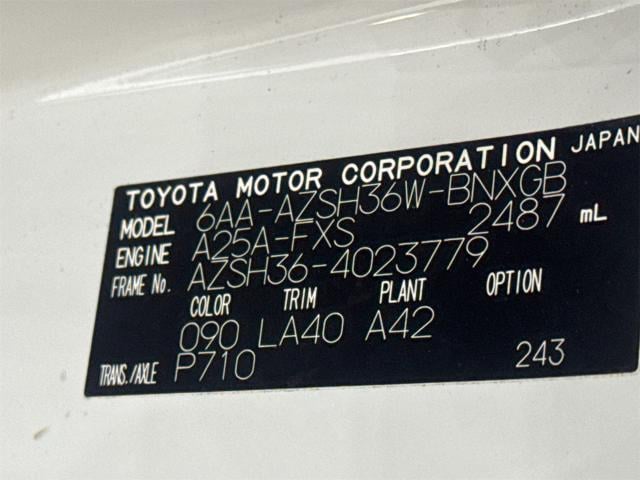 TOYOTA MOTOR CORPORATION JAPAN
MODEL 6AA-AZSH36W-BNXGB
ENGINE A25A-FXS 2487 mL
FRAME No. AZSH36-4023779
COLOR TRIM PLANT OPTION
090 LA40 A42
TRANS./AXLE P710 243